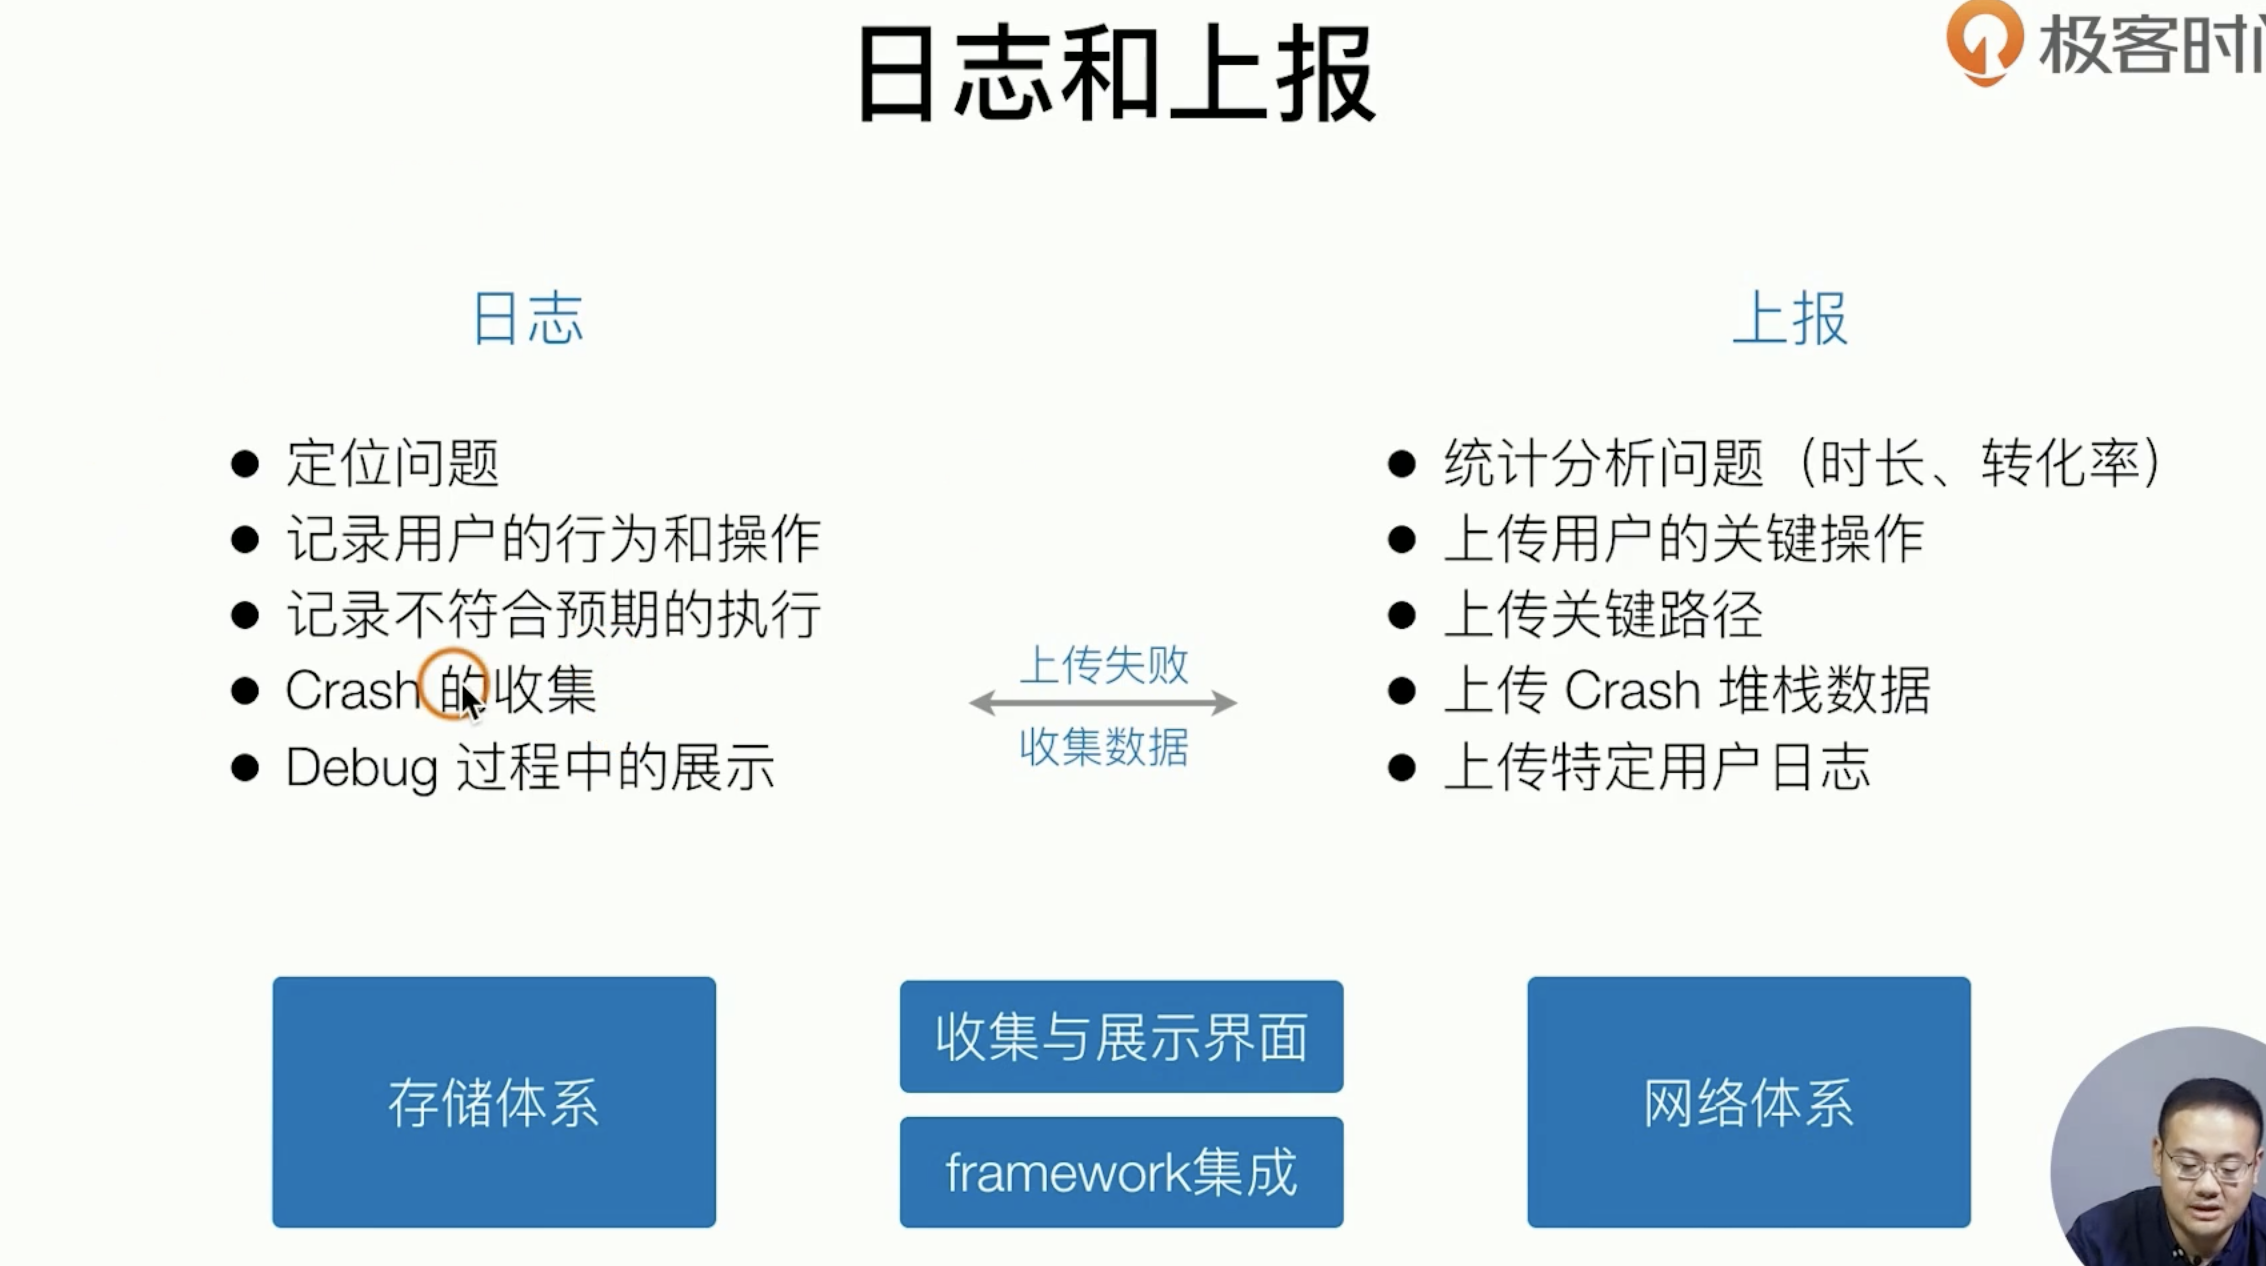 日志和上报
极客时间
日志
上报
定位问题
记录用户的行为和操作
记录不符合预期的执行
Crash 的收集
Debug 过程中的展示
上传失败
收集数据
统计分析问题（时长、转化率）
上传用户的关键操作
上传关键路径
上传 Crash 堆栈数据
上传特定用户日志
存储体系
收集与展示界面
framework集成
网络体系